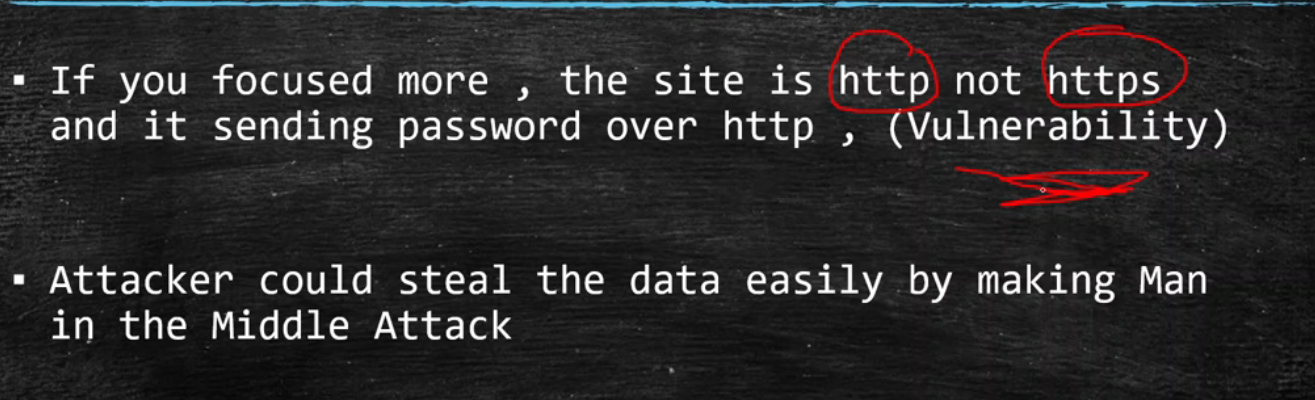 ▪ If you focused more , the site is http not https
and it sending password over http , (Vulnerability)
▪ Attacker could steal the data easily by making Man
in the Middle Attack